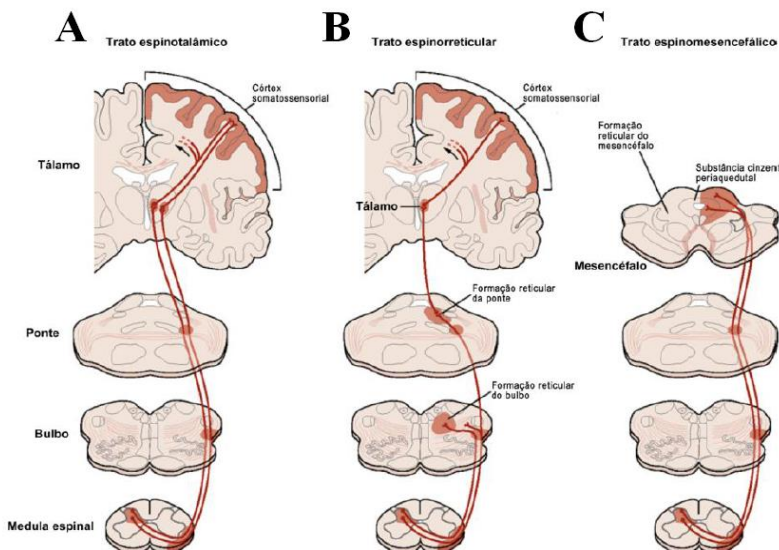 A
Trato espinotalâmico
Córtex
somatossensorial
Tálamo
Ponte
Bulbo
Medula espinal
B
Trato espinorreticular
Córtex
somatossensorial
Tálamo
Formação reticular
da ponte
Formação reticular
do bulbo
C
Trato espinomesencefálico
Formação
reticular do
mesencéfalo
Substância cinzent
periaquedutal
Mesencéfalo